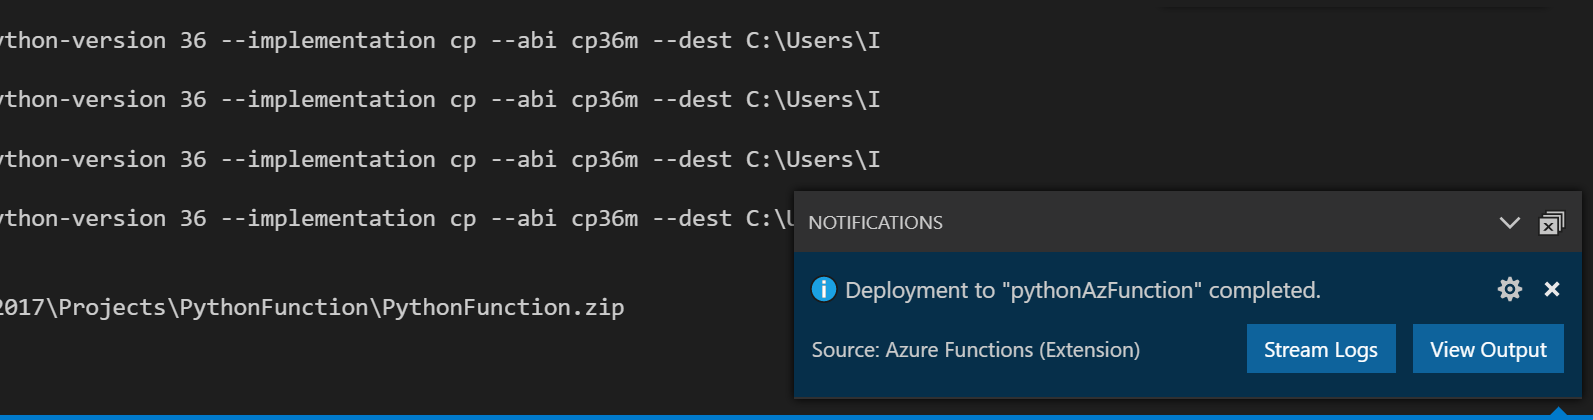 ython-version 36 --implementation cp --abi cp36m --dest C:\Users\I
ython-version 36 --implementation cp --abi cp36m --dest C:\Users\I
ython-version 36 --implementation cp --abi cp36m --dest C:\Users\I
ython-version 36 --implementation cp --abi cp36m --dest C:\U
2017\Projects\PythonFunction\PythonFunction.zip
NOTIFICATIONS
Deployment to "pythonAzFunction" completed.
Source: Azure Functions (Extension)
Stream Logs
View Output